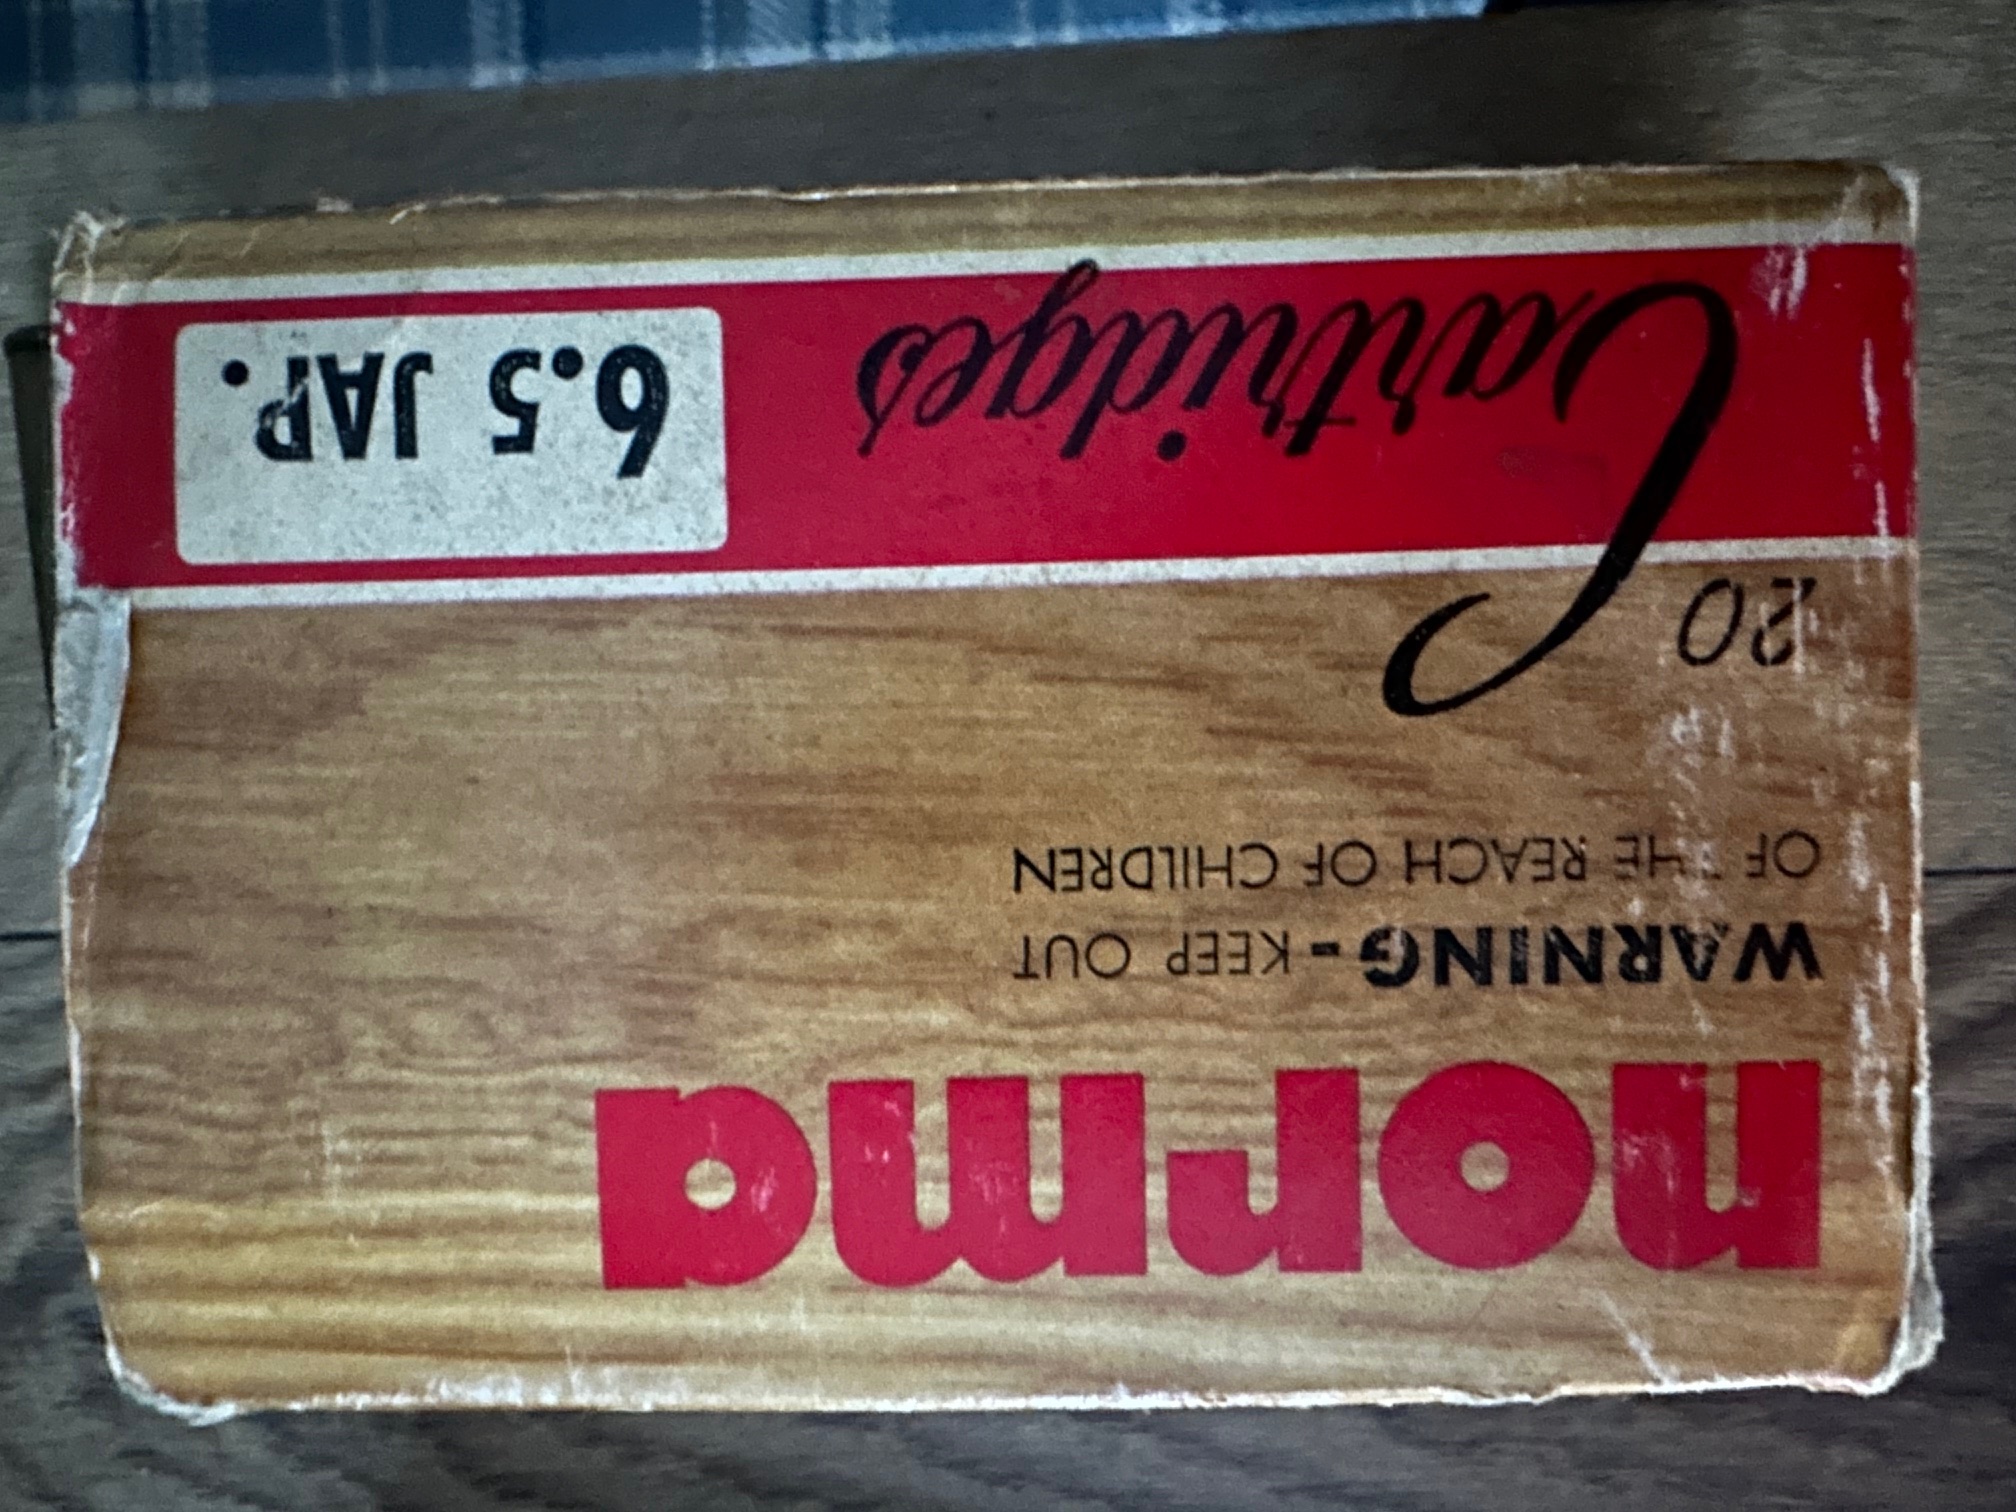 norma
WARNING - KEEP OUT
OF THE REACH OF CHILDREN
20
Cartridges
6.5 JAP.